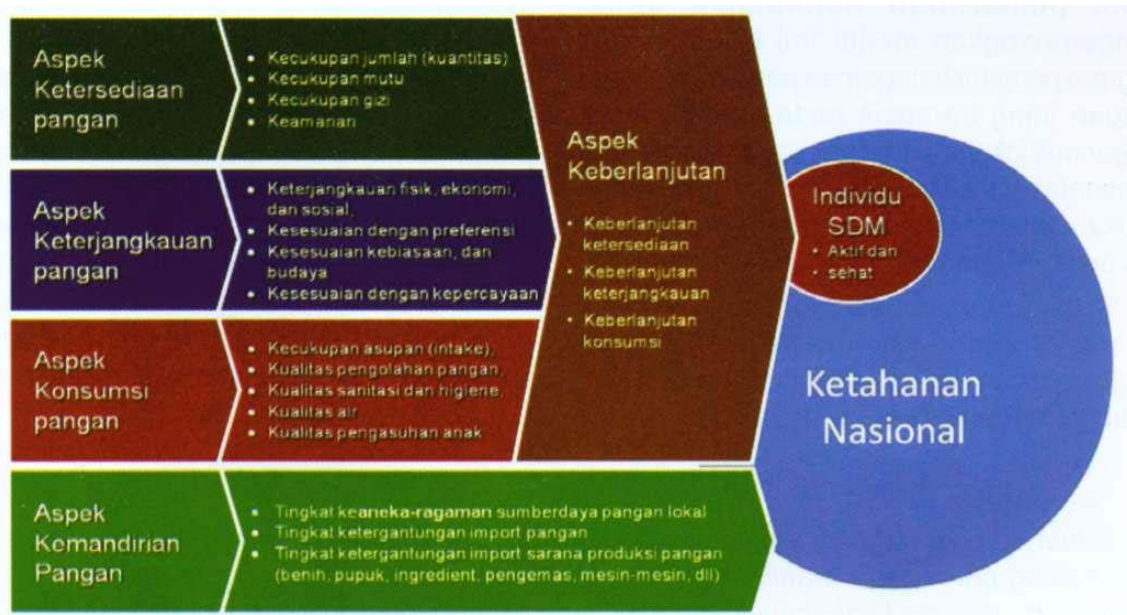 Aspek
Ketersediaan
pangan
• Kecukupan jumlah (kuantitas)
• Kecukupan mutu
• Kecukupan gizi
• Keamanan
Aspek
Keterjangkauan
pangan
• Keterjangkauan fisik, ekonomi,
dan sosial,
• Kesesuaian dengan preferensi
• Kesesuaian kebiasaan, dan
budaya
• Kesesuaian dengan kepercayaan
Aspek
Konsumsi
pangan
• Kecukupan asupan (intake),
• Kualitas pengolahan pangan,
• Kualitas sanitasi dan higiene,
• Kualitas air
• Kualitas pengasuhan anak
Aspek
Keberlanjutan
• Keberlanjutan
ketersediaan
• Keberlanjutan
keterjangkauan
• Keberlanjutan
konsumsi
Individu
SDM
• Aktif dan
• sehat
Ketahanan
Nasional
Aspek
Kemandirian
Pangan
• Tingkat keaneka-ragaman sumberdaya pangan lokal
• Tingkat ketergantungan import pangan
• Tingkat ketergantungan import sarana produksi pangan
(benih, pupuk, ingredient, pengemas, mesin-mesin, dll)